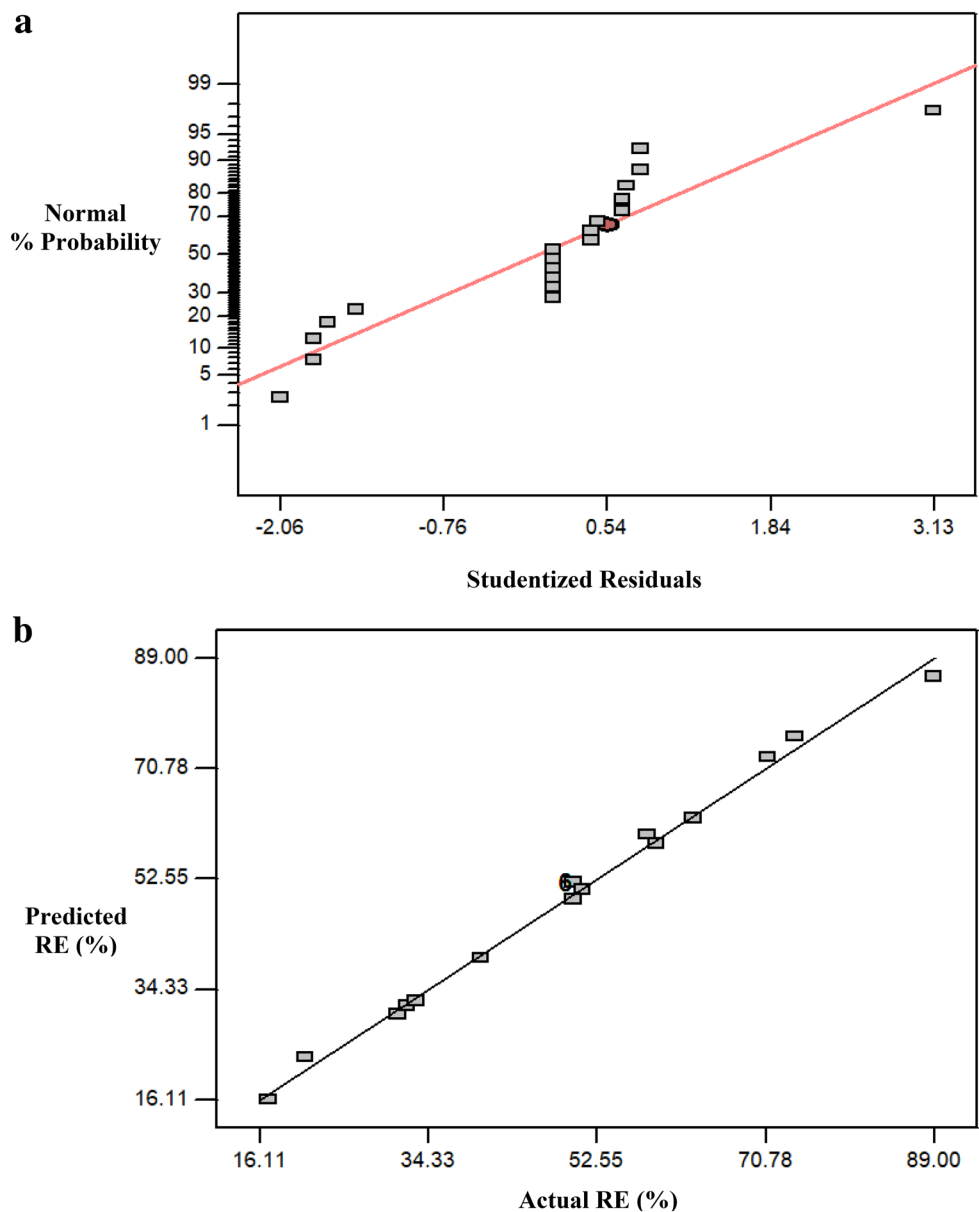 a
99
95
90
80
70
50
30
20
10
5
1
Normal
% Probability
-2.06 -0.76 0.54 1.84 3.13
Studentized Residuals
b
89.00
70.78
52.55
34.33
16.11
Predicted
RE (%)
6
16.11 34.33 52.55 70.78 89.00
Actual RE (%)